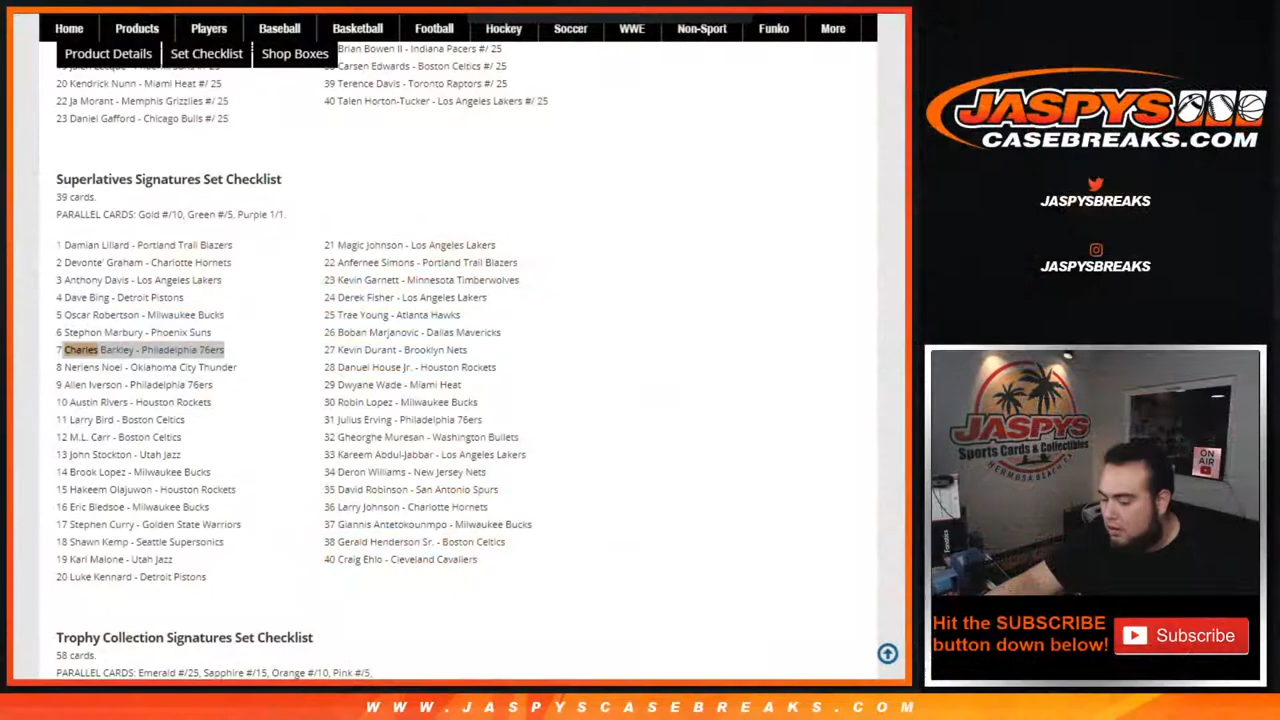 Home Products Players Baseball Basketball Football Hockey Soccer WWE Non-Sport Funko More
Product Details Set Checklist Shop Boxes
Brian Bowen II - Indiana Pacers #/ 25
Carsen Edwards - Boston Celtics #/ 25
20 Kendrick Nunn - Miami Heat #/ 25
22 Ja Morant - Memphis Grizzlies #/ 25
23 Daniel Gafford - Chicago Bulls #/ 25
39 Terence Davis - Toronto Raptors #/ 25
40 Talen Horton-Tucker - Los Angeles Lakers #/ 25
Superlatives Signatures Set Checklist
39 cards.
PARALLEL CARDS: Gold #/10, Green #/5, Purple 1/1.
1 Damian Lillard - Portland Trail Blazers
2 Devonte' Graham - Charlotte Hornets
3 Anthony Davis - Los Angeles Lakers
4 Dave Bing - Detroit Pistons
5 Oscar Robertson - Milwaukee Bucks
6 Stephon Marbury - Phoenix Suns
7 Charles Barkley - Philadelphia 76ers
8 Nerlens Noel - Oklahoma City Thunder
9 Allen Iverson - Philadelphia 76ers
10 Austin Rivers - Houston Rockets
11 Larry Bird - Boston Celtics
12 M.L. Carr - Boston Celtics
13 John Stockton - Utah Jazz
14 Brook Lopez - Milwaukee Bucks
15 Hakeem Olajuwon - Houston Rockets
16 Eric Bledsoe - Milwaukee Bucks
17 Stephen Curry - Golden State Warriors
18 Shawn Kemp - Seattle Supersonics
19 Karl Malone - Utah Jazz
20 Luke Kennard - Detroit Pistons
21 Magic Johnson - Los Angeles Lakers
22 Anfernee Simons - Portland Trail Blazers
23 Kevin Garnett - Minnesota Timberwolves
24 Derek Fisher - Los Angeles Lakers
25 Trae Young - Atlanta Hawks
26 Boban Marjanovic - Dallas Mavericks
27 Kevin Durant - Brooklyn Nets
28 Danuel House Jr. - Houston Rockets
29 Dwyane Wade - Miami Heat
30 Robin Lopez - Milwaukee Bucks
31 Julius Erving - Philadelphia 76ers
32 Gheorghe Muresan - Washington Bullets
33 Kareem Abdul-Jabbar - Los Angeles Lakers
34 Deron Williams - New Jersey Nets
35 David Robinson - San Antonio Spurs
36 Larry Johnson - Charlotte Hornets
37 Giannis Antetokounmpo - Milwaukee Bucks
38 Gerald Henderson Sr. - Boston Celtics
40 Craig Ehlo - Cleveland Cavaliers
Trophy Collection Signatures Set Checklist
58 cards.
PARALLEL CARDS: Emerald #/25, Sapphire #/15, Orange #/10, Pink #/5,
JASPYS
CASEBREAKS.COM
JASPYSBREAKS
JASPYSBREAKS
JASPYS
Sports Cards & Collectibles
HERMOSA BEACH, CA
ON
AIR
Fanatics
Hit the SUBSCRIBE
button down below!
Subscribe
WWW.JASPYSCASEBREAKS.COM